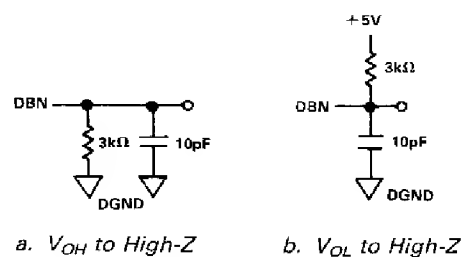 DBN
3kΩ
10pF
DGND
a. VOH to High-Z
+5V
3kΩ
DBN
10pF
DGND
b. VOL to High-Z